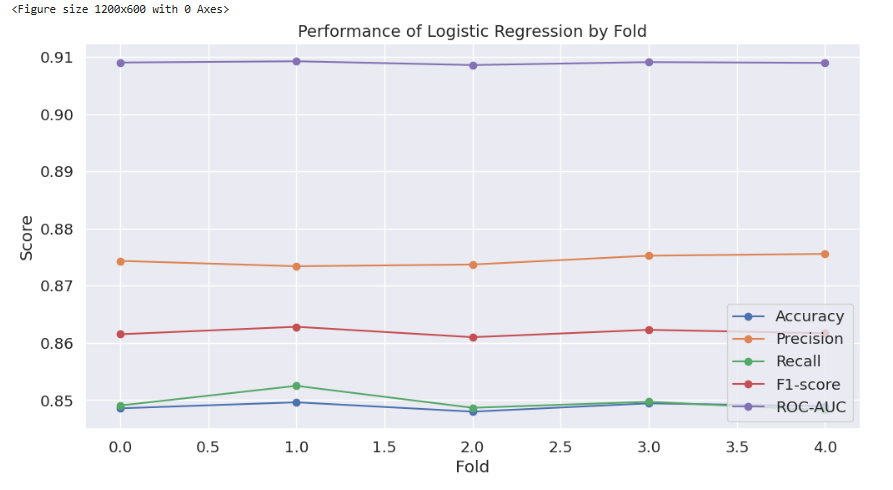 <Figure size 1200x600 with 0 Axes>
Performance of Logistic Regression by Fold
0.91
0.90
0.89
0.88
0.87
0.86
0.85
Score
Accuracy
Precision
Recall
F1-score
ROC-AUC
0.0 0.5 1.0 1.5 2.0 2.5 3.0 3.5 4.0
Fold